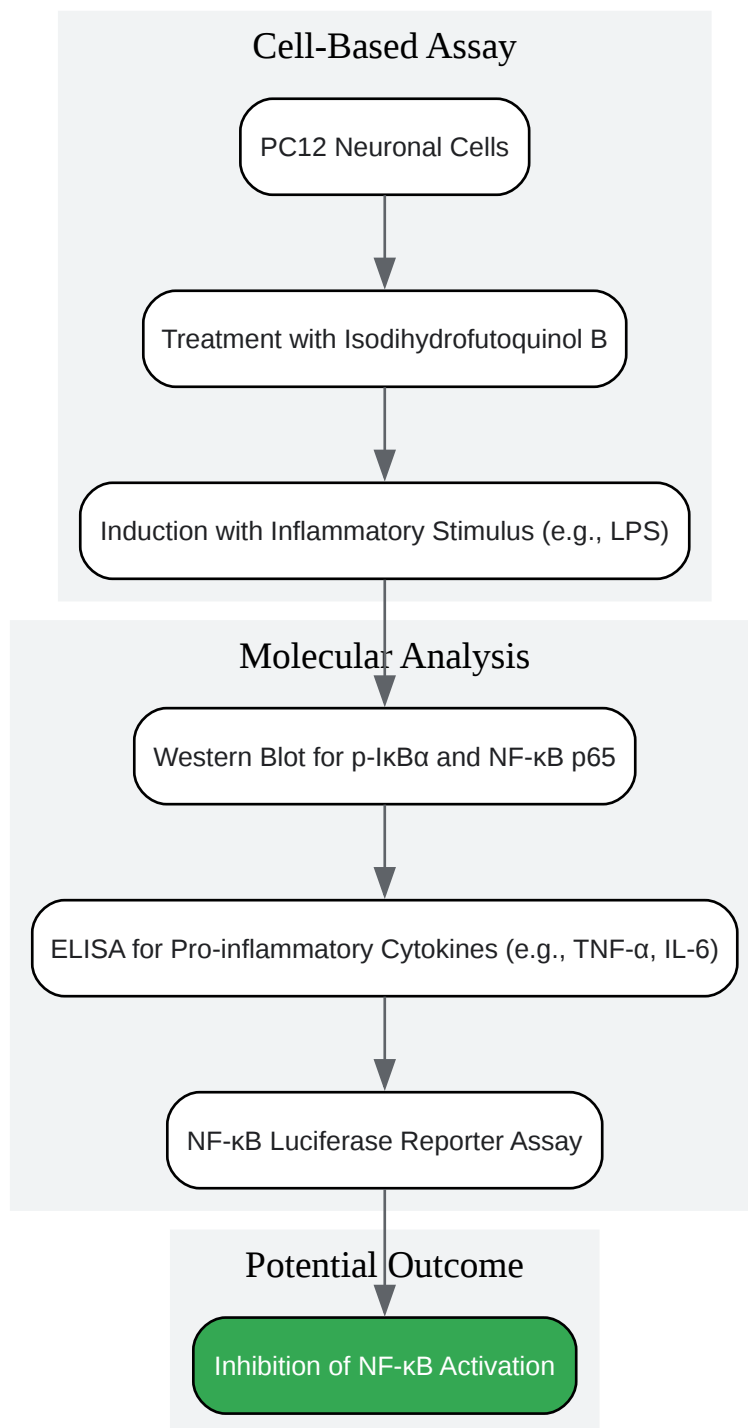 Cell-Based Assay
PC12 Neuronal Cells
Treatment with Isodihydrofutoquinol B
Induction with Inflammatory Stimulus (e.g., LPS)
Molecular Analysis
Western Blot for p-IκBα and NF-κB p65
ELISA for Pro-inflammatory Cytokines (e.g., TNF-α, IL-6)
NF-κB Luciferase Reporter Assay
Potential Outcome
Inhibition of NF-κB Activation